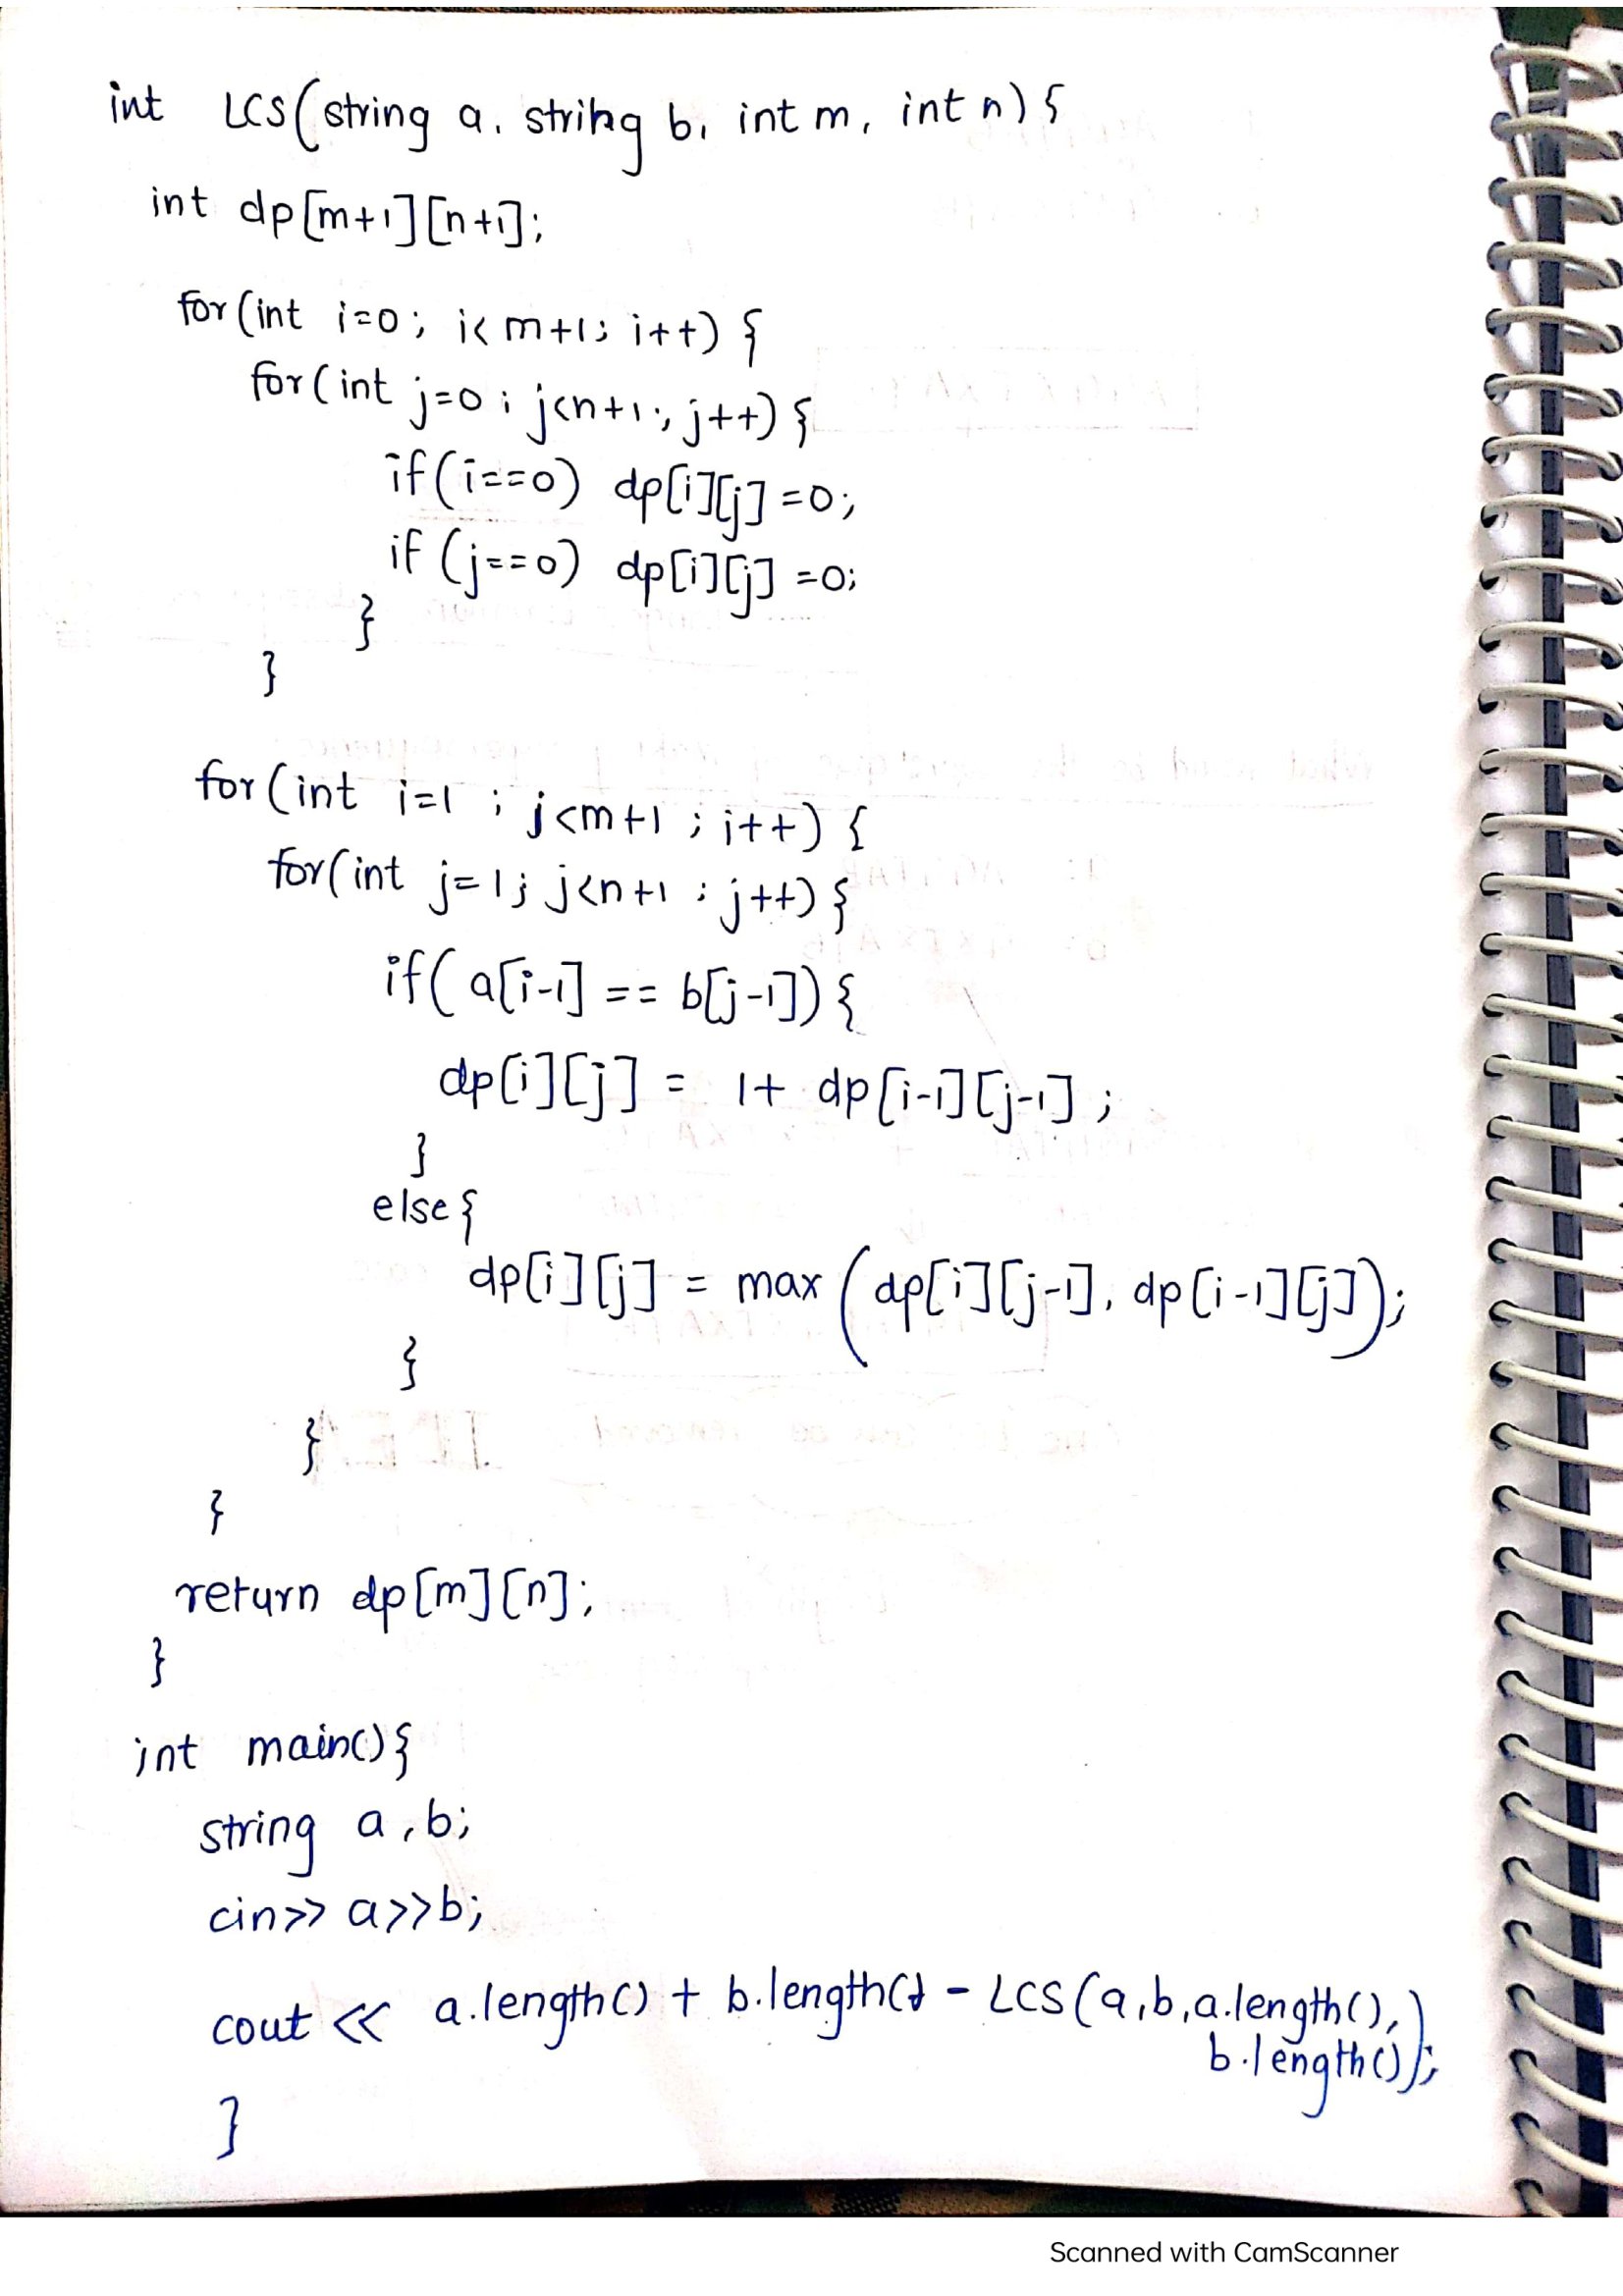 int LCS(string a, string b, int m, int n) {
int dp[m+1][n+1];
for(int i=0; i<m+1; i++) {
for(int j=0; j<n+1; j++) {
if(i==0) dp[i][j] =0;
if (j==0) dp[i][j] =0;
}
}
for(int i=1 ; j<m+1 ; i++) {
for(int j=1; j<n+1 ; j++) {
if( a[i-1] == b[j-1]) {
dp[i][j] = 1+ dp[i-1][j-1] ;
}
else{
dp[i][j] = max (dp[i][j-1], dp[i-1][j]);
}
}
}
return dp[m][n];
}
int main(){
string a,b;
cin>> a>>b;
cout << a.length() + b.length() - LCS(a,b,a.length(),
b.length());
}
Scanned with CamScanner